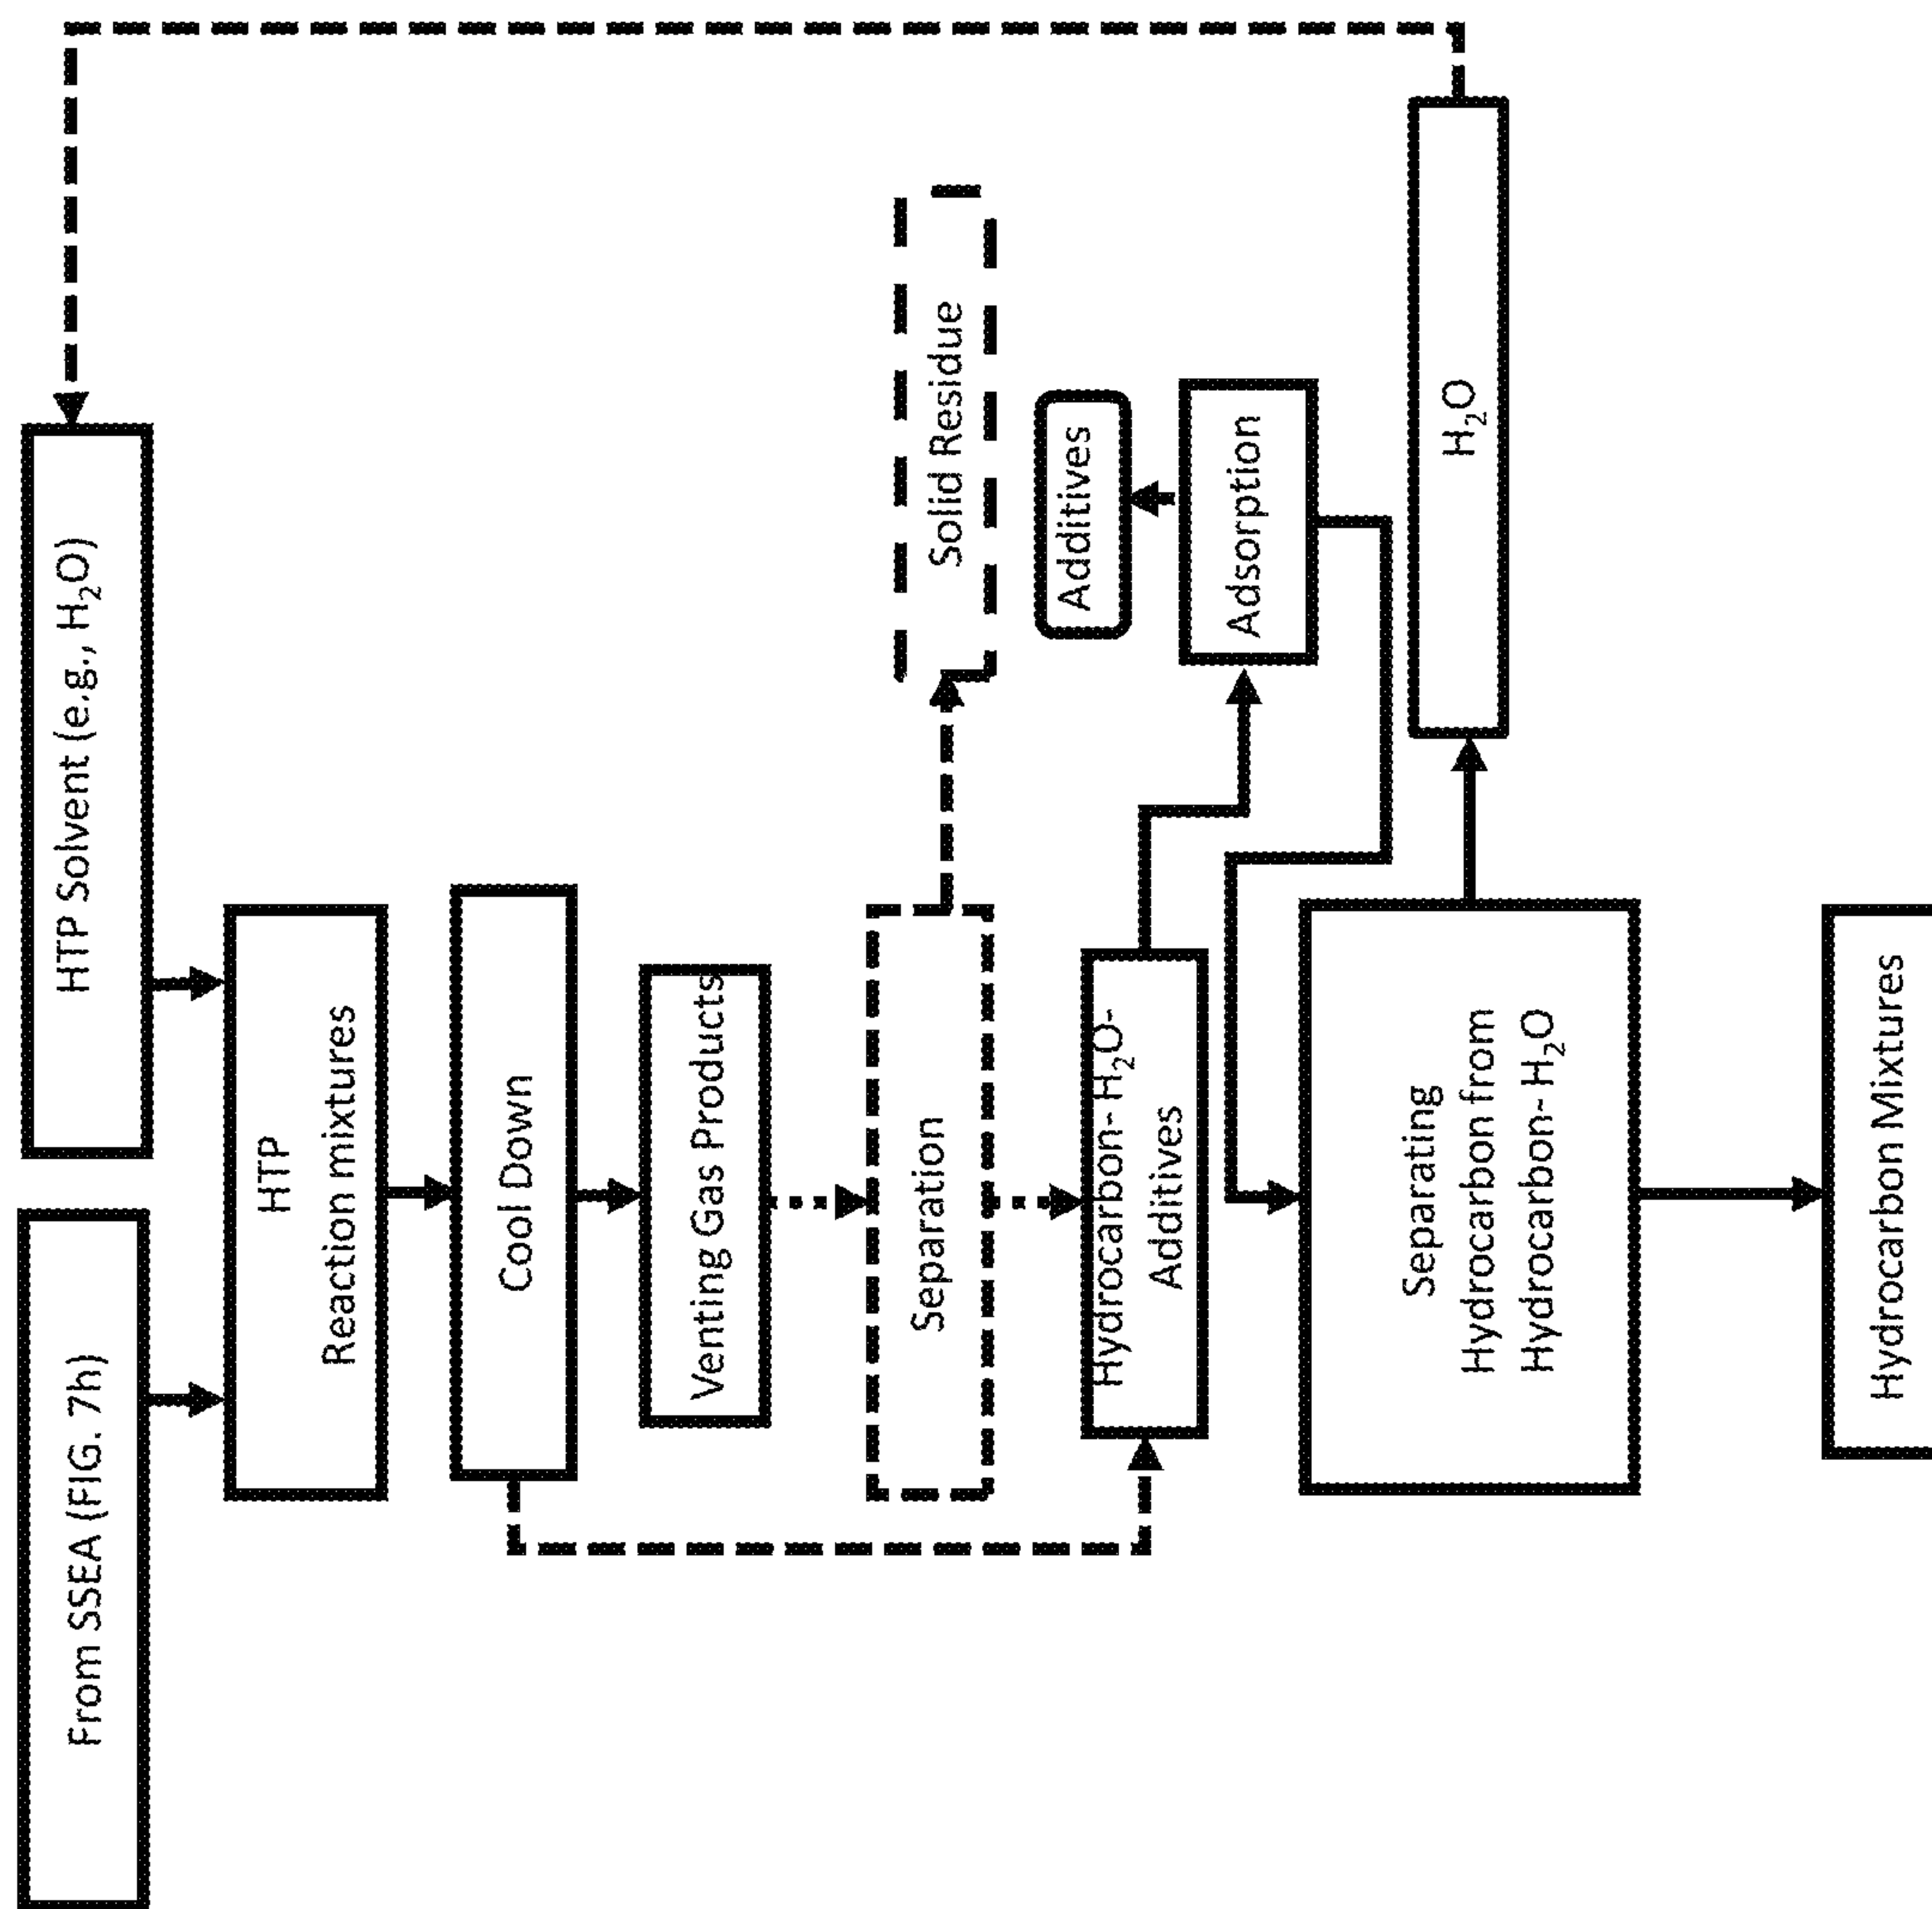 From SSEA (FIG. 7h)
HTP Solvent (e.g., H₂O)
HTP
Reaction mixtures
Cool Down
Venting Gas Products
Separation
Solid Residue
Hydrocarbon- H₂O-
Additives
Additives
Adsorption
Separating
Hydrocarbon from
Hydrocarbon- H₂O
H₂O
Hydrocarbon Mixtures